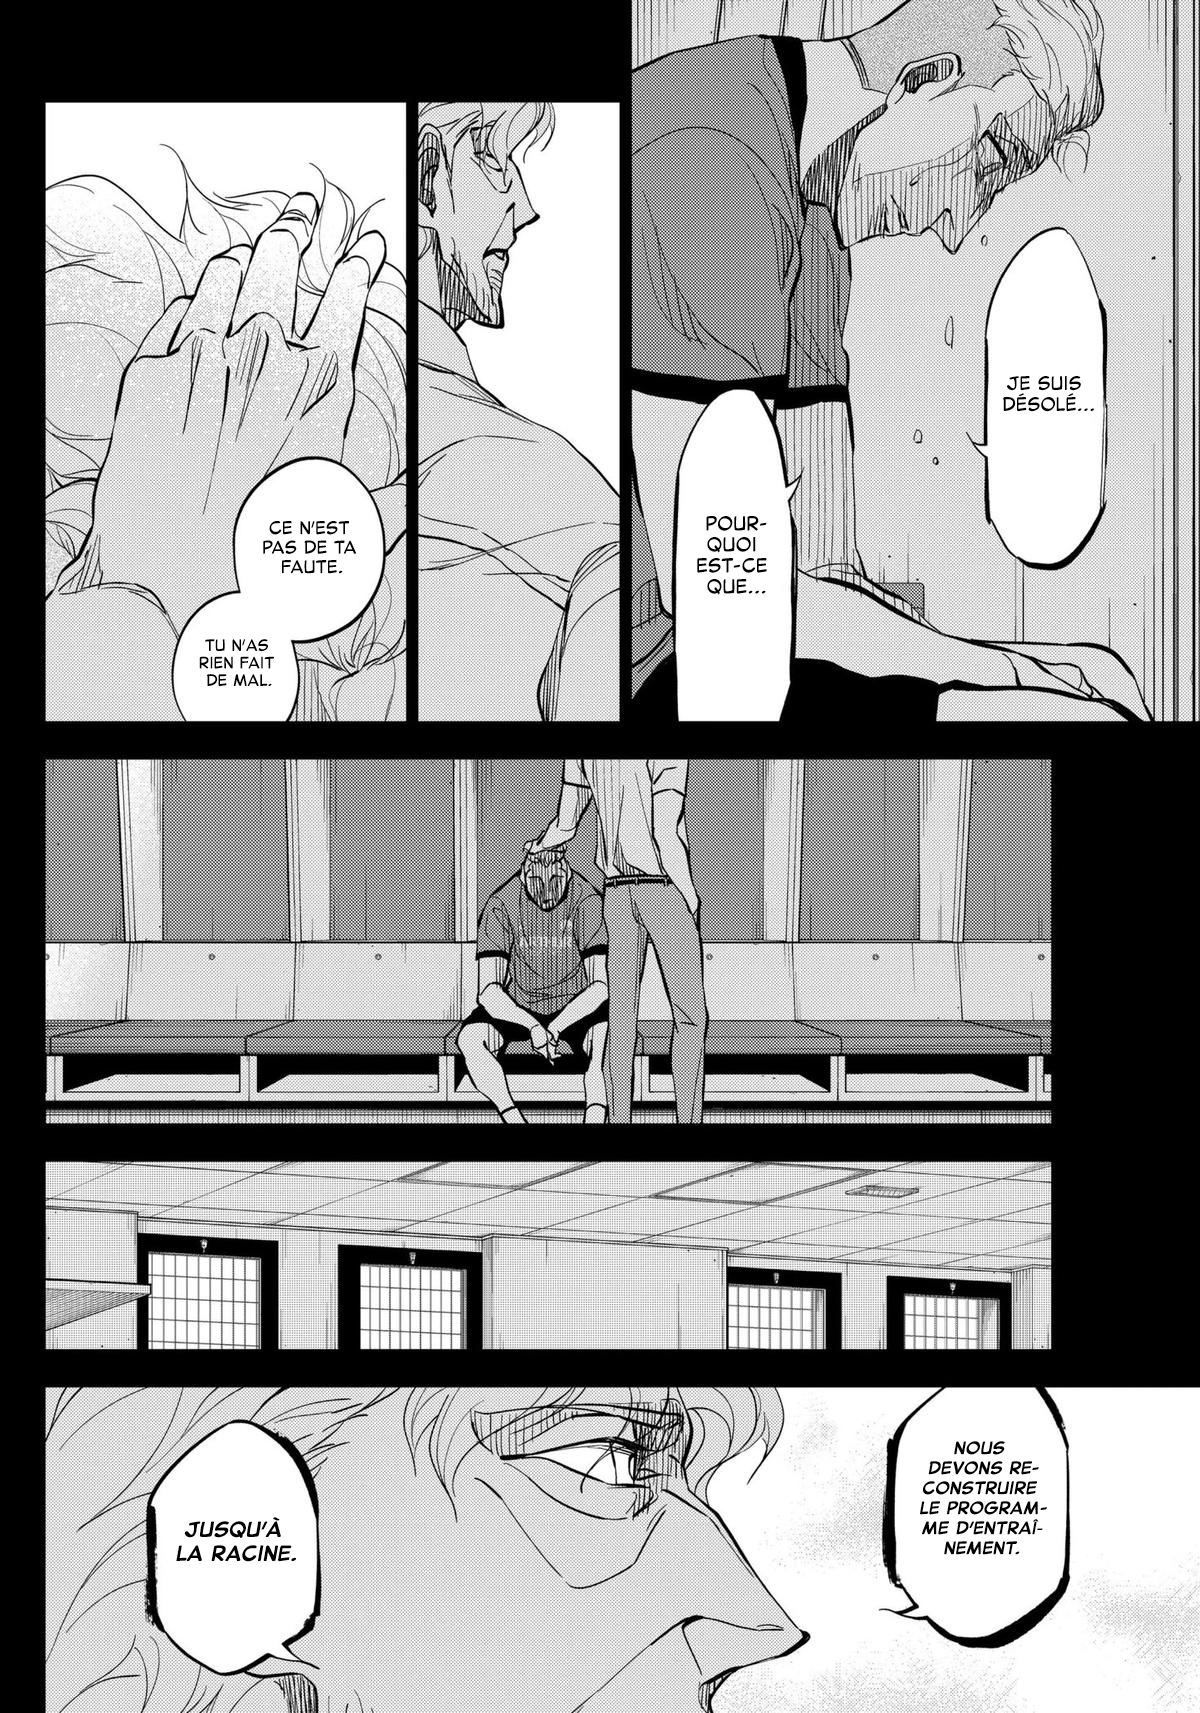 JE SUIS
DÉSOLÉ...
POUR-
QUOI
EST-CE
QUE...
CE N'EST
PAS DE TA
FAUTE.
TU N'AS
RIEN FAIT
DE MAL.
NOUS
DEVONS RE-
CONSTRUIRE
LE PROGRAM-
ME D'ENTRAÎ-
NEMENT.
JUSQU'À
LA RACINE.